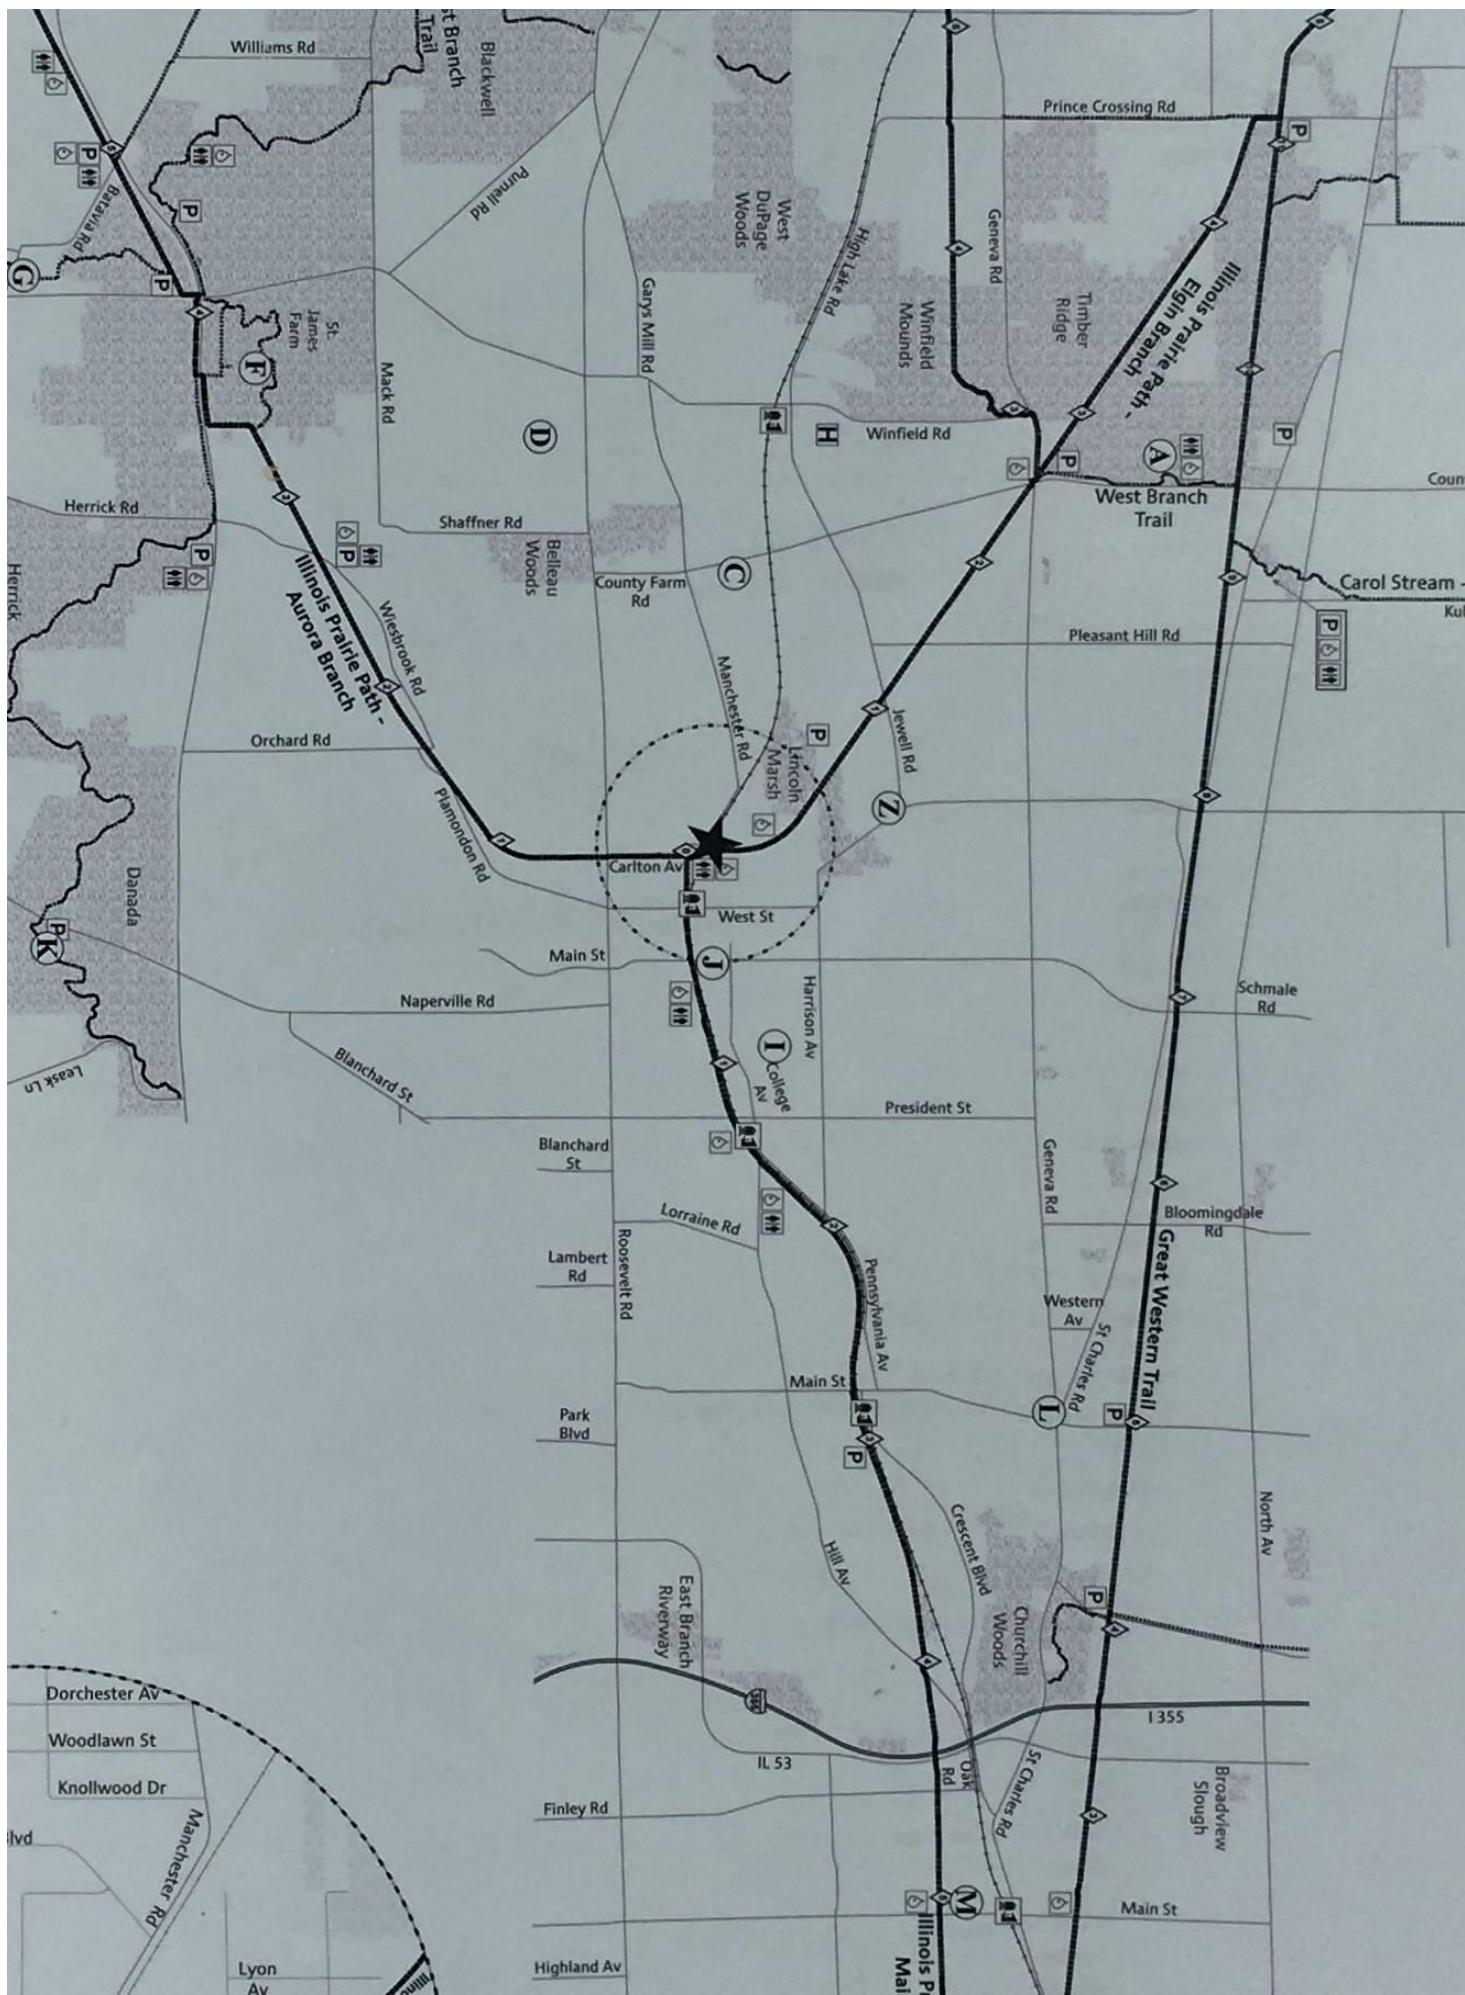 Williams Rd
st Branch
Trail
Blackwell
Prince Crossing Rd
P
P
Batavia Rd
P
P
G
Purnell Rd
West
DuPage
Woods
High Lake Rd
Geneva Rd
Winfield
Mounds
Timber
Ridge
Illinois Prairie Path -
Elgin Branch
St.
James
Farm
F
Garys Mill Rd
Mack Rd
D
H
Winfield Rd
P
A
P
West Branch
Trail
Coun
Herrick Rd
Shaffner Rd
P
P
Belleau
Woods
County Farm
Rd
C
Carol Stream -
Kul
P
Herrick
Illinois Prairie Path -
Aurora Branch
Wiesbrook Rd
Pleasant Hill Rd
Manchester Rd
Jewell Rd
Orchard Rd
Lincoln
Marsh
P
Z
Plamondon Rd
Carlton Av
West St
Danada
P
K
Main St
J
Naperville Rd
Harrison Av
Schmale
Rd
Blanchard St
Leask Ln
I
College
Av
President St
Blanchard
St
Geneva Rd
Lorraine Rd
Bloomingdale
Rd
Lambert
Rd
Roosevelt Rd
Pennsylvania Av
Western
Av
St Charles Rd
Great Western Trail
Main St
L
P
Park
Blvd
P
Crescent Blvd
North Av
Hill Av
East Branch
Riverway
Churchill
Woods
P
355
I 355
IL 53
Oak
Rd
St Charles Rd
Broadview
Slough
Finley Rd
M
Main St
Illinois P
Mai
Highland Av
Dorchester Av
Woodlawn St
Knollwood Dr
lvd
Manchester Rd
Lyon
Av
Illino